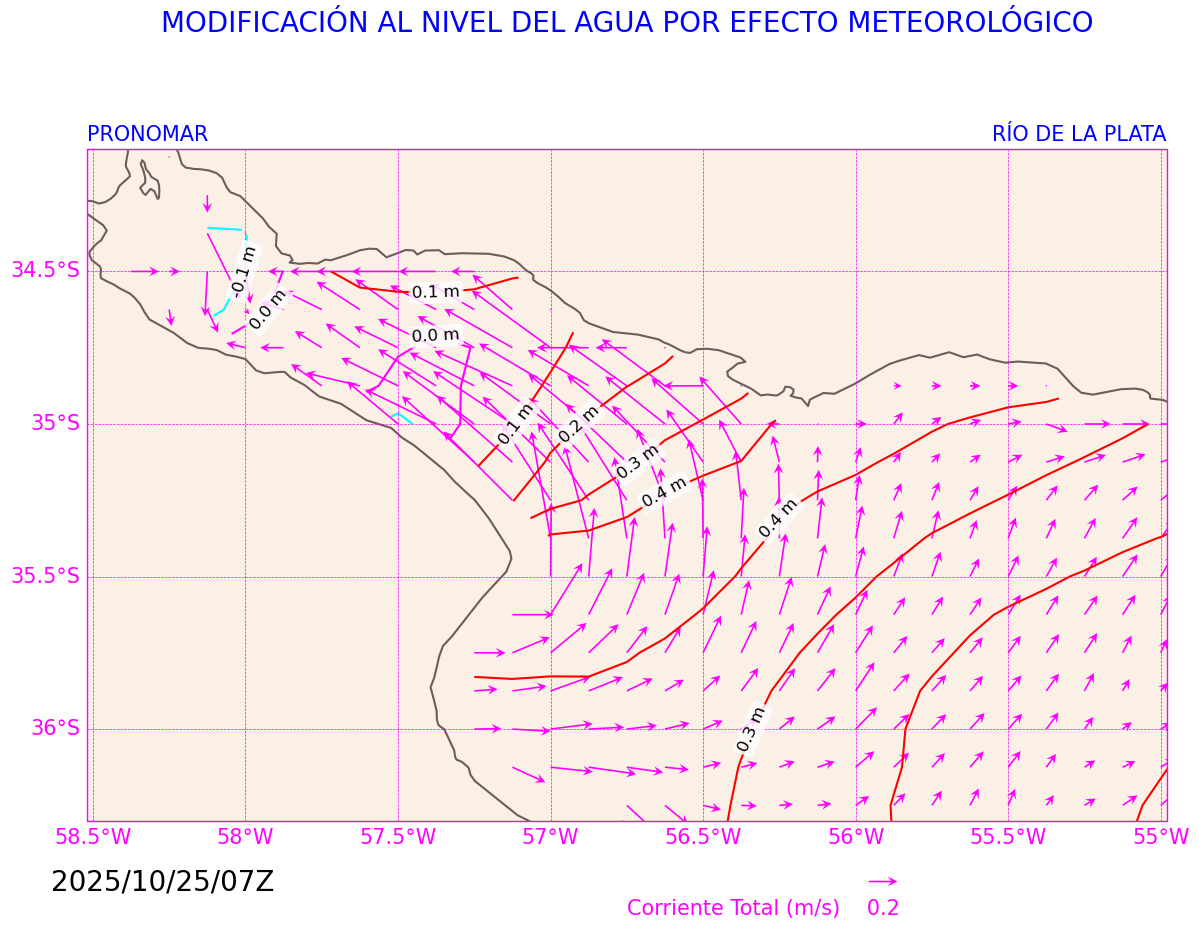 MODIFICACIÓN AL NIVEL DEL AGUA POR EFECTO METEOROLÓGICO
PRONOMAR
RÍO DE LA PLATA
34.5°S
35°S
35.5°S
36°S
-0.1 m
0.0 m
0.1 m
0.0 m
0.1 m
0.2 m
0.3 m
0.4 m
0.4 m
0.3 m
58.5°W
58°W
57.5°W
57°W
56.5°W
56°W
55.5°W
55°W
2025/10/25/07Z
Corriente Total (m/s)
0.2